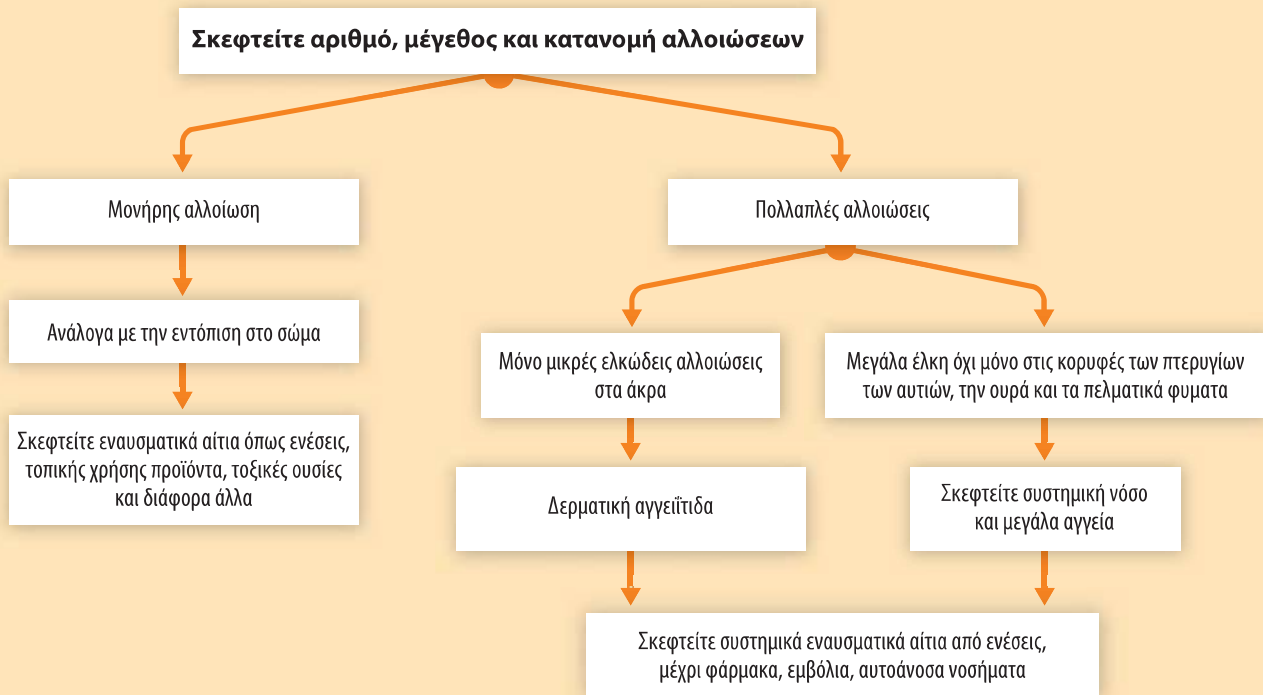 Σκεφτείτε αριθμό, μέγεθος και κατανομή αλλοιώσεων
Μονήρης αλλοίωση
Πολλαπλές αλλοιώσεις
Ανάλογα με την εντόπιση στο σώμα
Μόνο μικρές ελκώδεις αλλοιώσεις
στα άκρα
Μεγάλα έλκη όχι μόνο στις κορυφές των πτερυγίων
των αυτιών, την ουρά και τα πελματικά φυματα
Σκεφτείτε εναυσματικά αίτια όπως ενέσεις,
τοπικής χρήσης προϊόντα, τοξικές ουσίες
και διάφορα άλλα
Δερματική αγγειΐτιδα
Σκεφτείτε συστημική νόσο
και μεγάλα αγγεία
Σκεφτείτε συστημικά εναυσματικά αίτια από ενέσεις,
μέχρι φάρμακα, εμβόλια, αυτοάνοσα νοσήματα